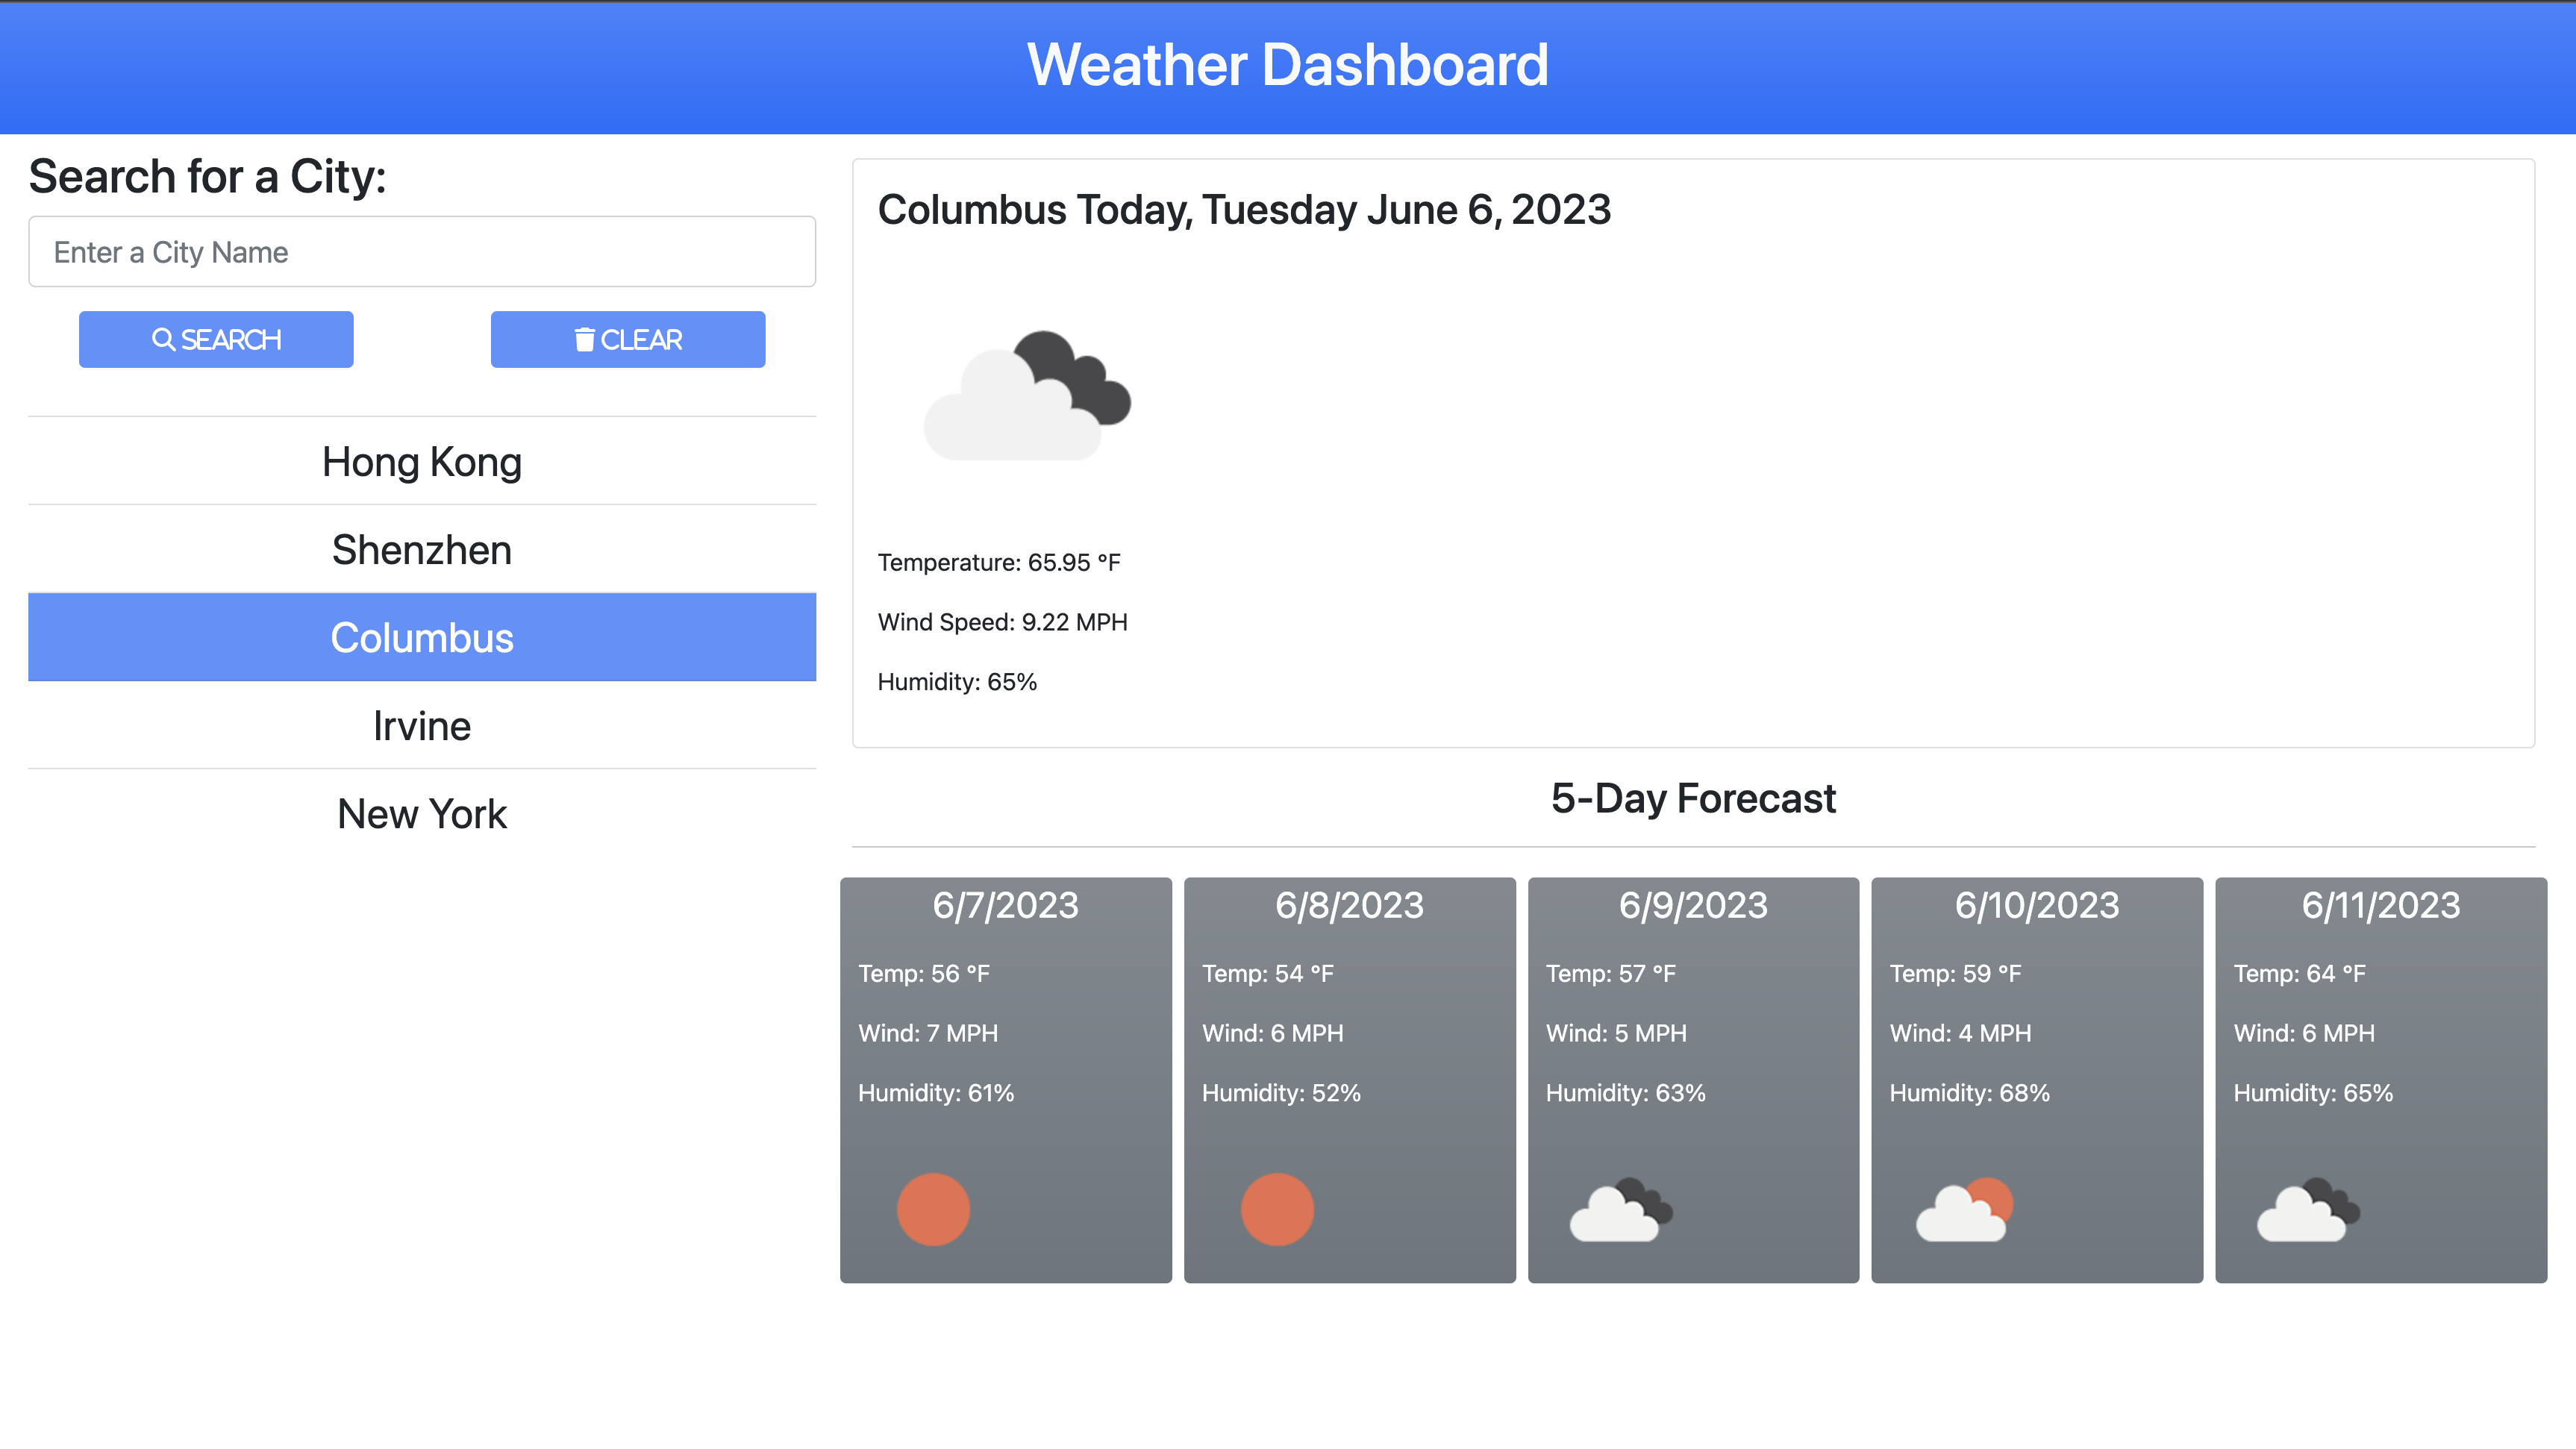 Weather Dashboard
Search for a City:
Enter a City Name
SEARCH
CLEAR
Hong Kong
Shenzhen
Columbus
Irvine
New York
Columbus Today, Tuesday June 6, 2023
Temperature: 65.95 °F
Wind Speed: 9.22 MPH
Humidity: 65%
5-Day Forecast
6/7/2023
Temp: 56 °F
Wind: 7 MPH
Humidity: 61%
6/8/2023
Temp: 54 °F
Wind: 6 MPH
Humidity: 52%
6/9/2023
Temp: 57 °F
Wind: 5 MPH
Humidity: 63%
6/10/2023
Temp: 59 °F
Wind: 4 MPH
Humidity: 68%
6/11/2023
Temp: 64 °F
Wind: 6 MPH
Humidity: 65%